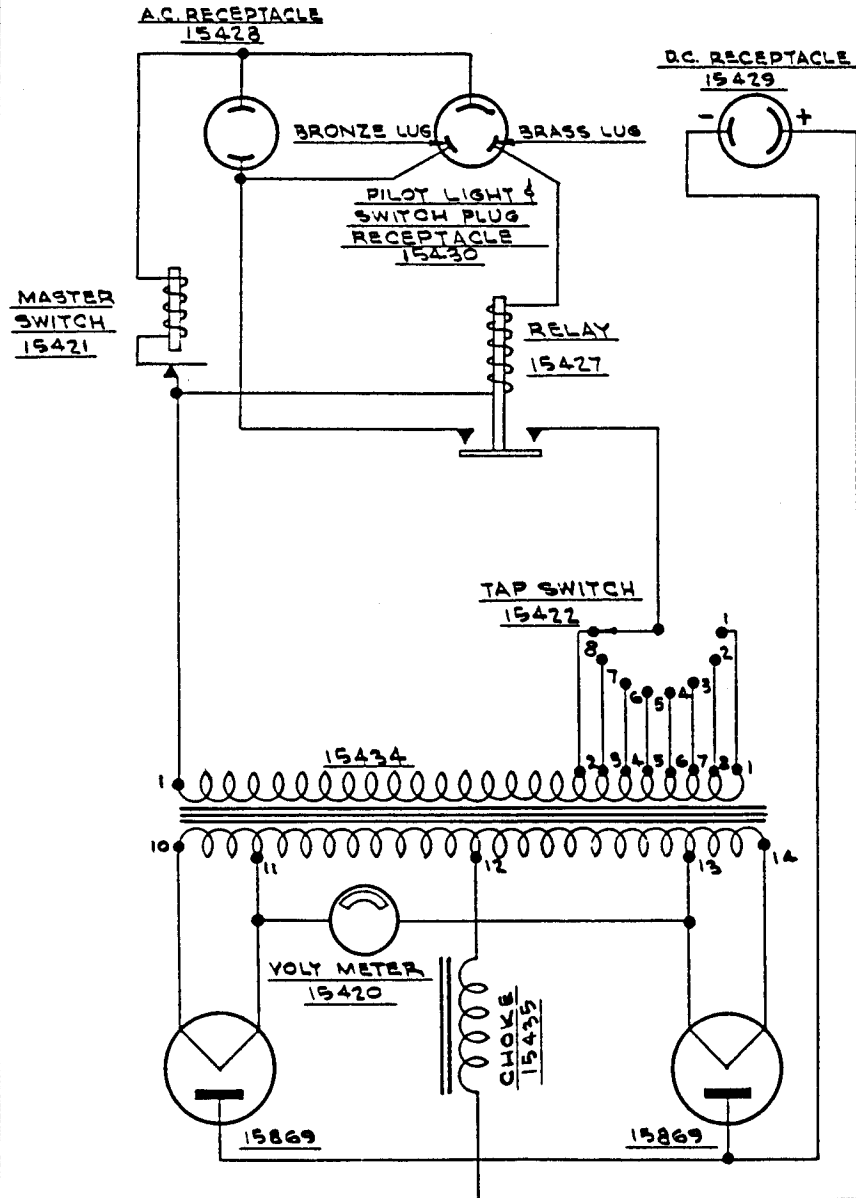 A.C. RECEPTACLE
15428
D.C. RECEPTACLE
15429
- +
BRONZE LUG
BRASS LUG
PILOT LIGHT &
SWITCH PLUG
RECEPTACLE
15430
MASTER
SWITCH
15421
RELAY
15427
TAP SWITCH
15422
1
8 2
7 3
6 5 4
15434
1 2 3 4 5 6 7 8 1
10 11 12 13 14
VOLT METER
15420
CHOKE
15435
15869
15869